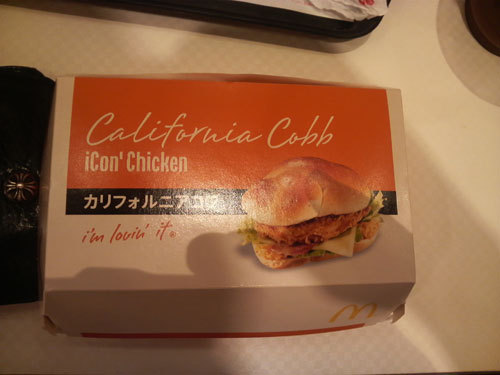 California Cobb
iCon' Chicken
カリフォルニアコブ
i'm lovin' it ®